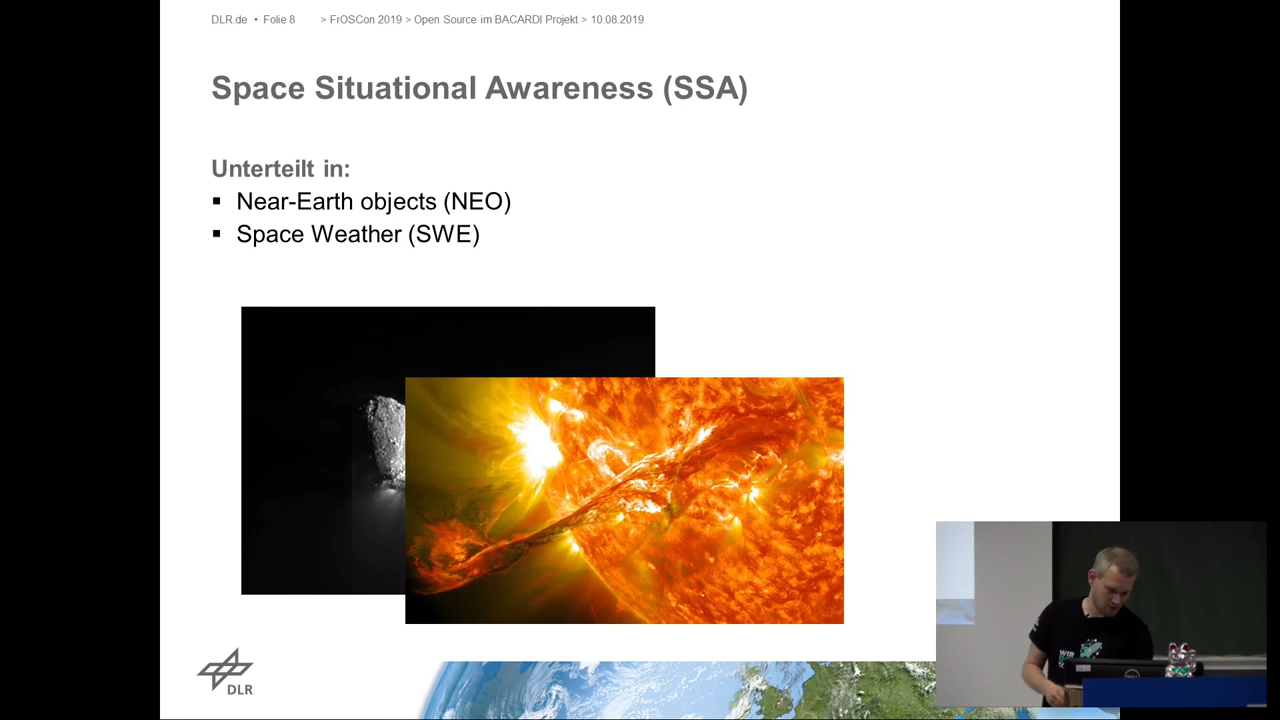 DLR.de • Folie 8 > FrOSCon 2019 > Open Source im BACARDI Projekt > 10.08.2019
Space Situational Awareness (SSA)
Unterteilt in:
▪ Near-Earth objects (NEO)
▪ Space Weather (SWE)
DLR
WIR